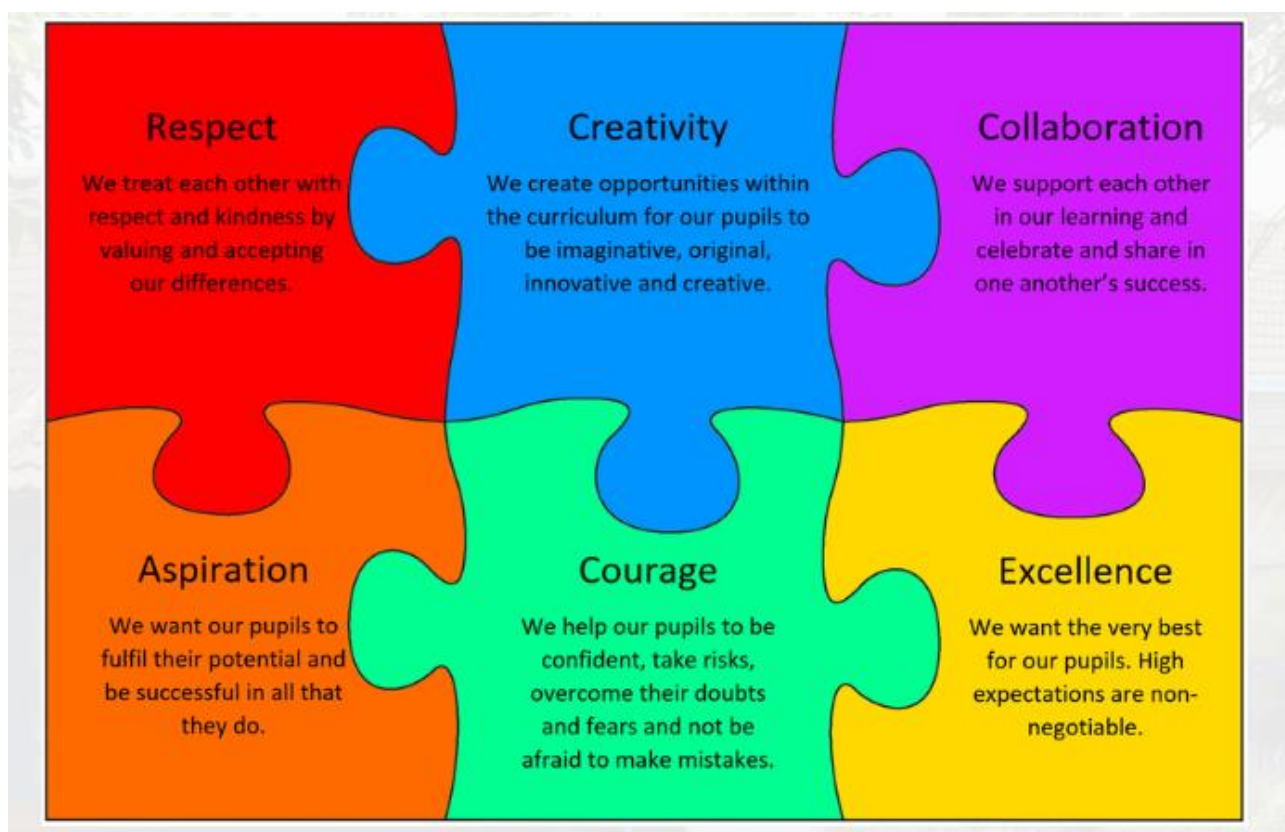 Respect
We treat each other with
respect and kindness by
valuing and accepting
our differences.
Creativity
We create opportunities within
the curriculum for our pupils to
be imaginative, original,
innovative and creative.
Collaboration
We support each other
in our learning and
celebrate and share in
one another's success.
Aspiration
We want our pupils to
fulfil their potential and
be successful in all that
they do.
Courage
We help our pupils to be
confident, take risks,
overcome their doubts
and fears and not be
afraid to make mistakes.
Excellence
We want the very best
for our pupils. High
expectations are non-
negotiable.